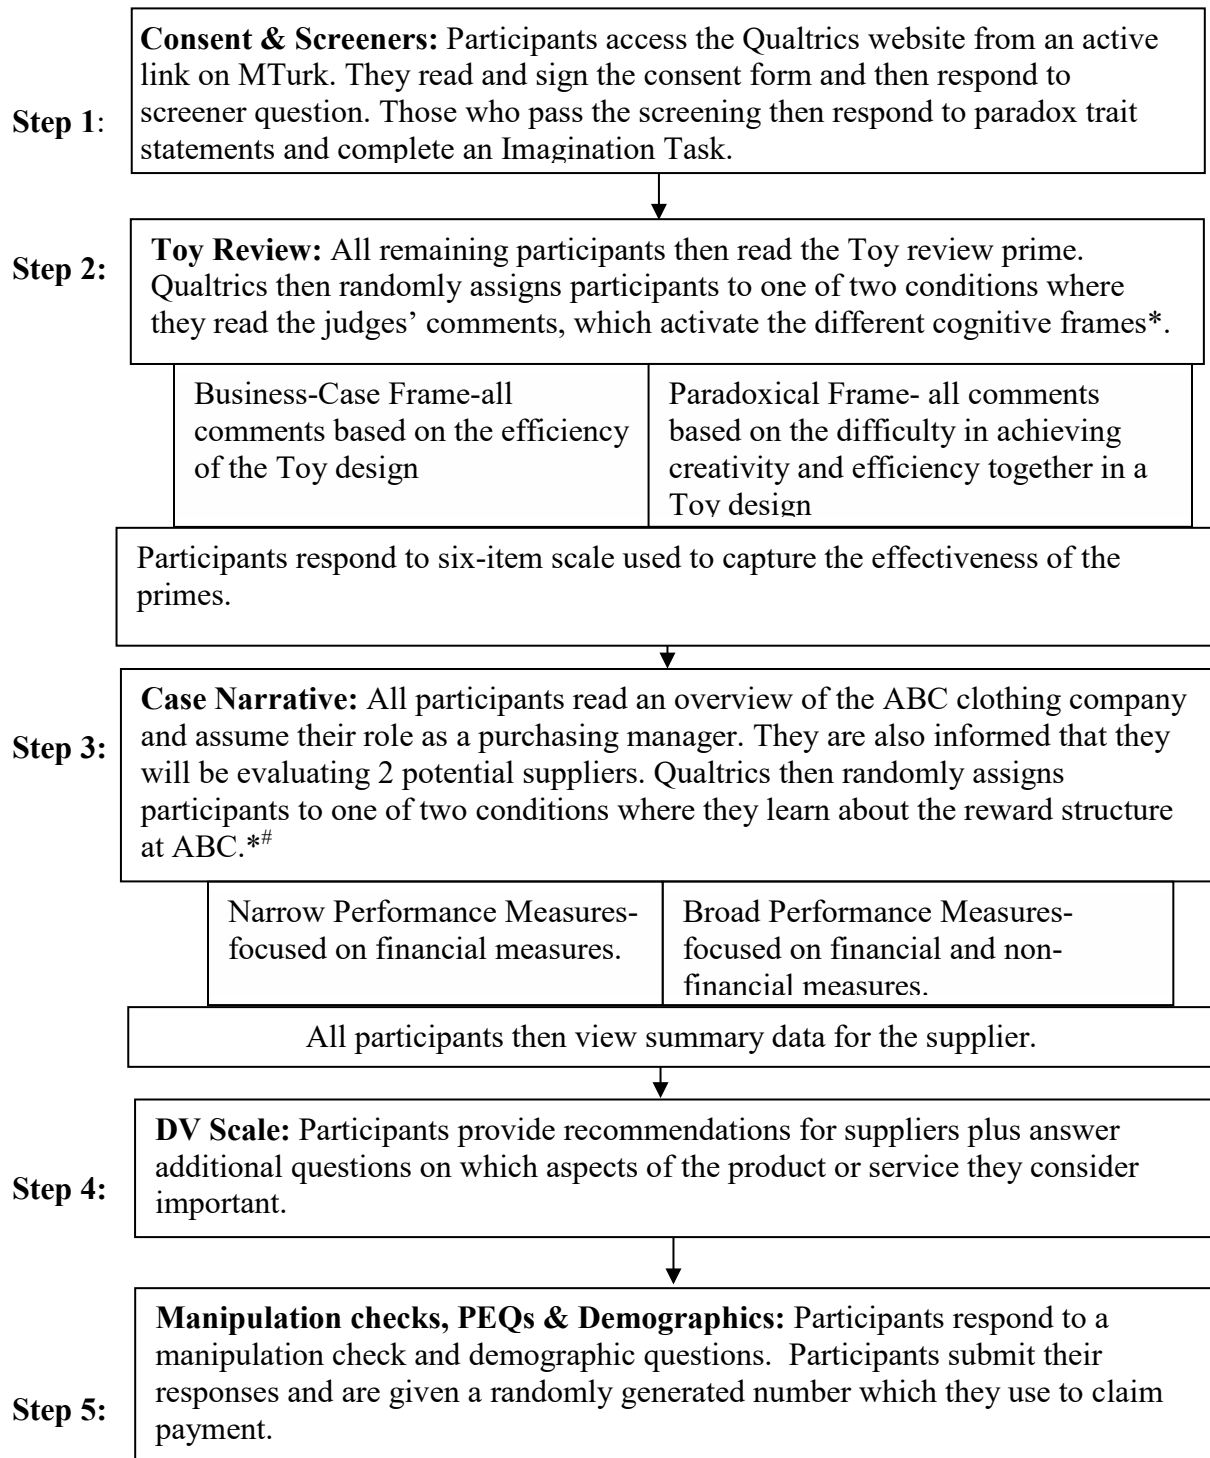 Consent & Screeners: Participants access the Qualtrics website from an active
link on MTurk. They read and sign the consent form and then respond to
Step 1: screener question. Those who pass the screening then respond to paradox trait
statements and complete an Imagination Task.
Step 2: Toy Review: All remaining participants then read the Toy review prime.
Qualtrics then randomly assigns participants to one of two conditions where
they read the judges’ comments, which activate the different cognitive frames*.
Business-Case Frame-all
comments based on the efficiency
of the Toy design
Paradoxical Frame- all comments
based on the difficulty in achieving
creativity and efficiency together in a
Toy design
Participants respond to six-item scale used to capture the effectiveness of the
primes.
Case Narrative: All participants read an overview of the ABC clothing company
Step 3: and assume their role as a purchasing manager. They are also informed that they
will be evaluating 2 potential suppliers. Qualtrics then randomly assigns
participants to one of two conditions where they learn about the reward structure
at ABC.*#
Narrow Performance Measures-
focused on financial measures.
Broad Performance Measures-
focused on financial and non-
financial measures.
All participants then view summary data for the supplier.
DV Scale: Participants provide recommendations for suppliers plus answer
additional questions on which aspects of the product or service they consider
Step 4: important.
Manipulation checks, PEQs & Demographics: Participants respond to a
manipulation check and demographic questions.  Participants submit their
Step 5: responses and are given a randomly generated number which they use to claim
payment.